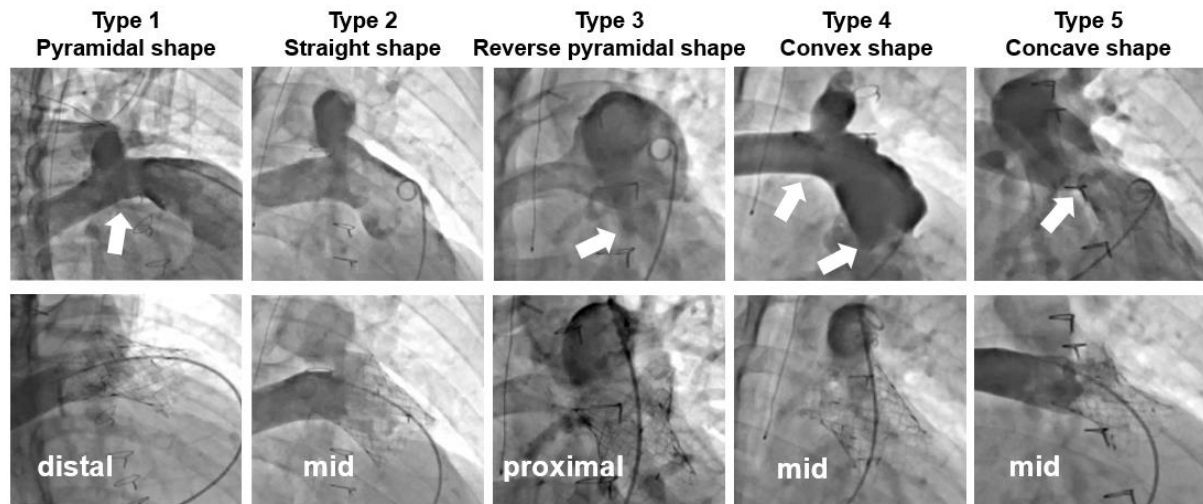 Type 1
Pyramidal shape
Type 2
Straight shape
Type 3
Reverse pyramidal shape
Type 4
Convex shape
Type 5
Concave shape
distal
mid
proximal
mid
mid